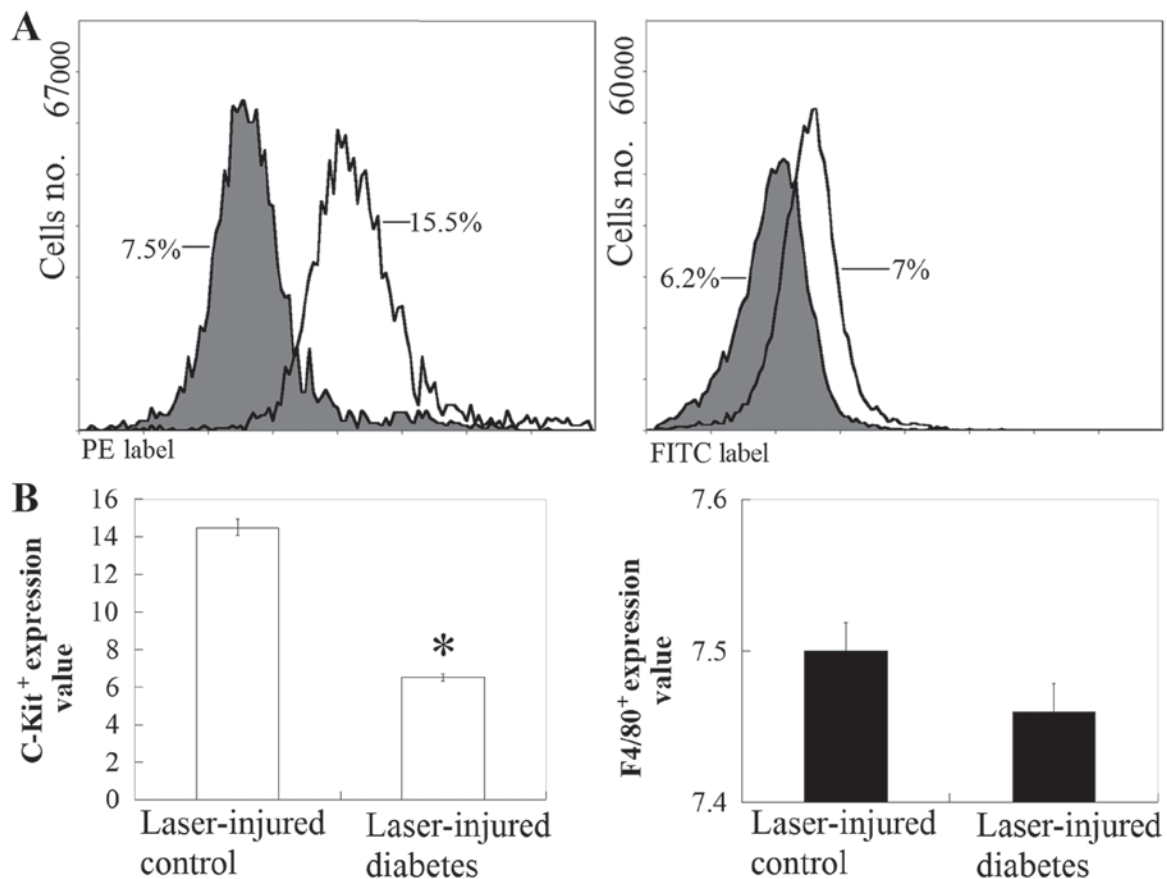 A
Cells no. 67000
7.5%
15.5%
PE label
Cells no. 60000
6.2%
7%
FITC label
B
C-Kit⁺ expression
value
16
14
12
10
8
6
4
2
0
*
Laser-injured
control
Laser-injured
diabetes
F4/80⁺ expression
value
7.6
7.5
7.4
Laser-injured
control
Laser-injured
diabetes